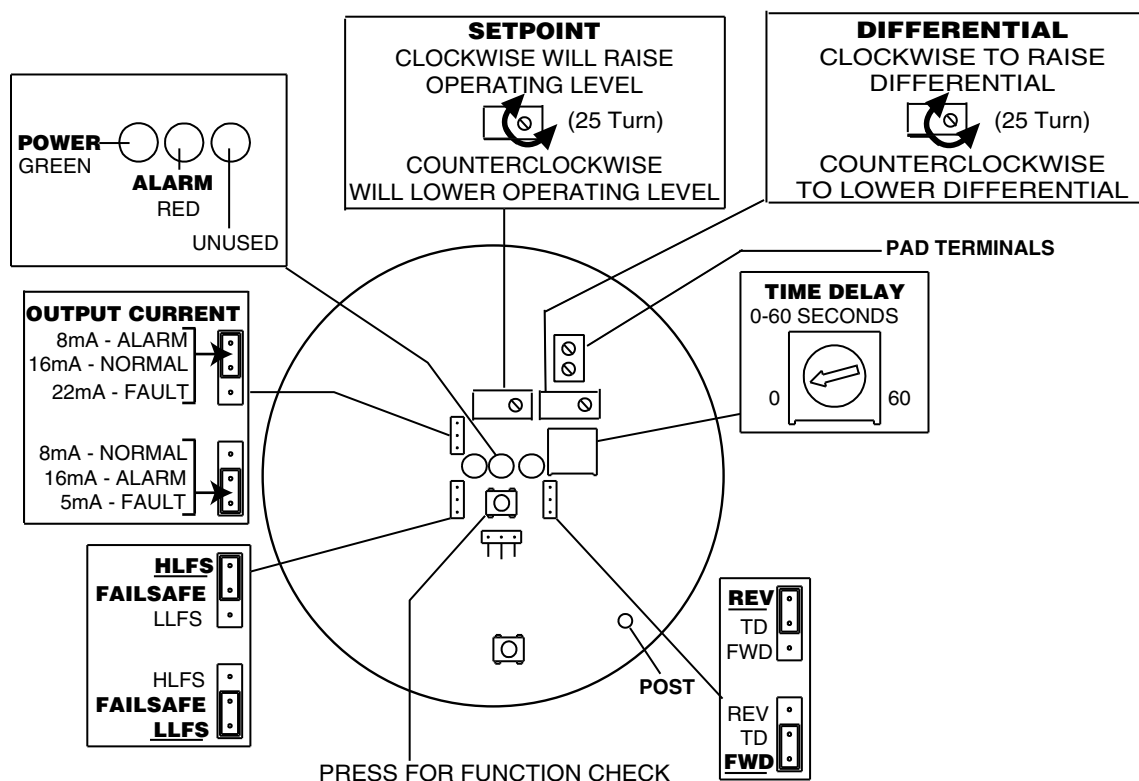 SETPOINT
CLOCKWISE WILL RAISE
OPERATING LEVEL
(25 Turn)
COUNTERCLOCKWISE
WILL LOWER OPERATING LEVEL
DIFFERENTIAL
CLOCKWISE TO RAISE
DIFFERENTIAL
(25 Turn)
COUNTERCLOCKWISE
TO LOWER DIFFERENTIAL
POWER
GREEN
ALARM
RED
UNUSED
PAD TERMINALS
OUTPUT CURRENT
8mA - ALARM
16mA - NORMAL
22mA - FAULT
8mA - NORMAL
16mA - ALARM
5mA - FAULT
TIME DELAY
0-60 SECONDS
0 60
HLFS
FAILSAFE
LLFS
HLFS
FAILSAFE
LLFS
REV
TD
FWD
REV
TD
FWD
POST
PRESS FOR FUNCTION CHECK